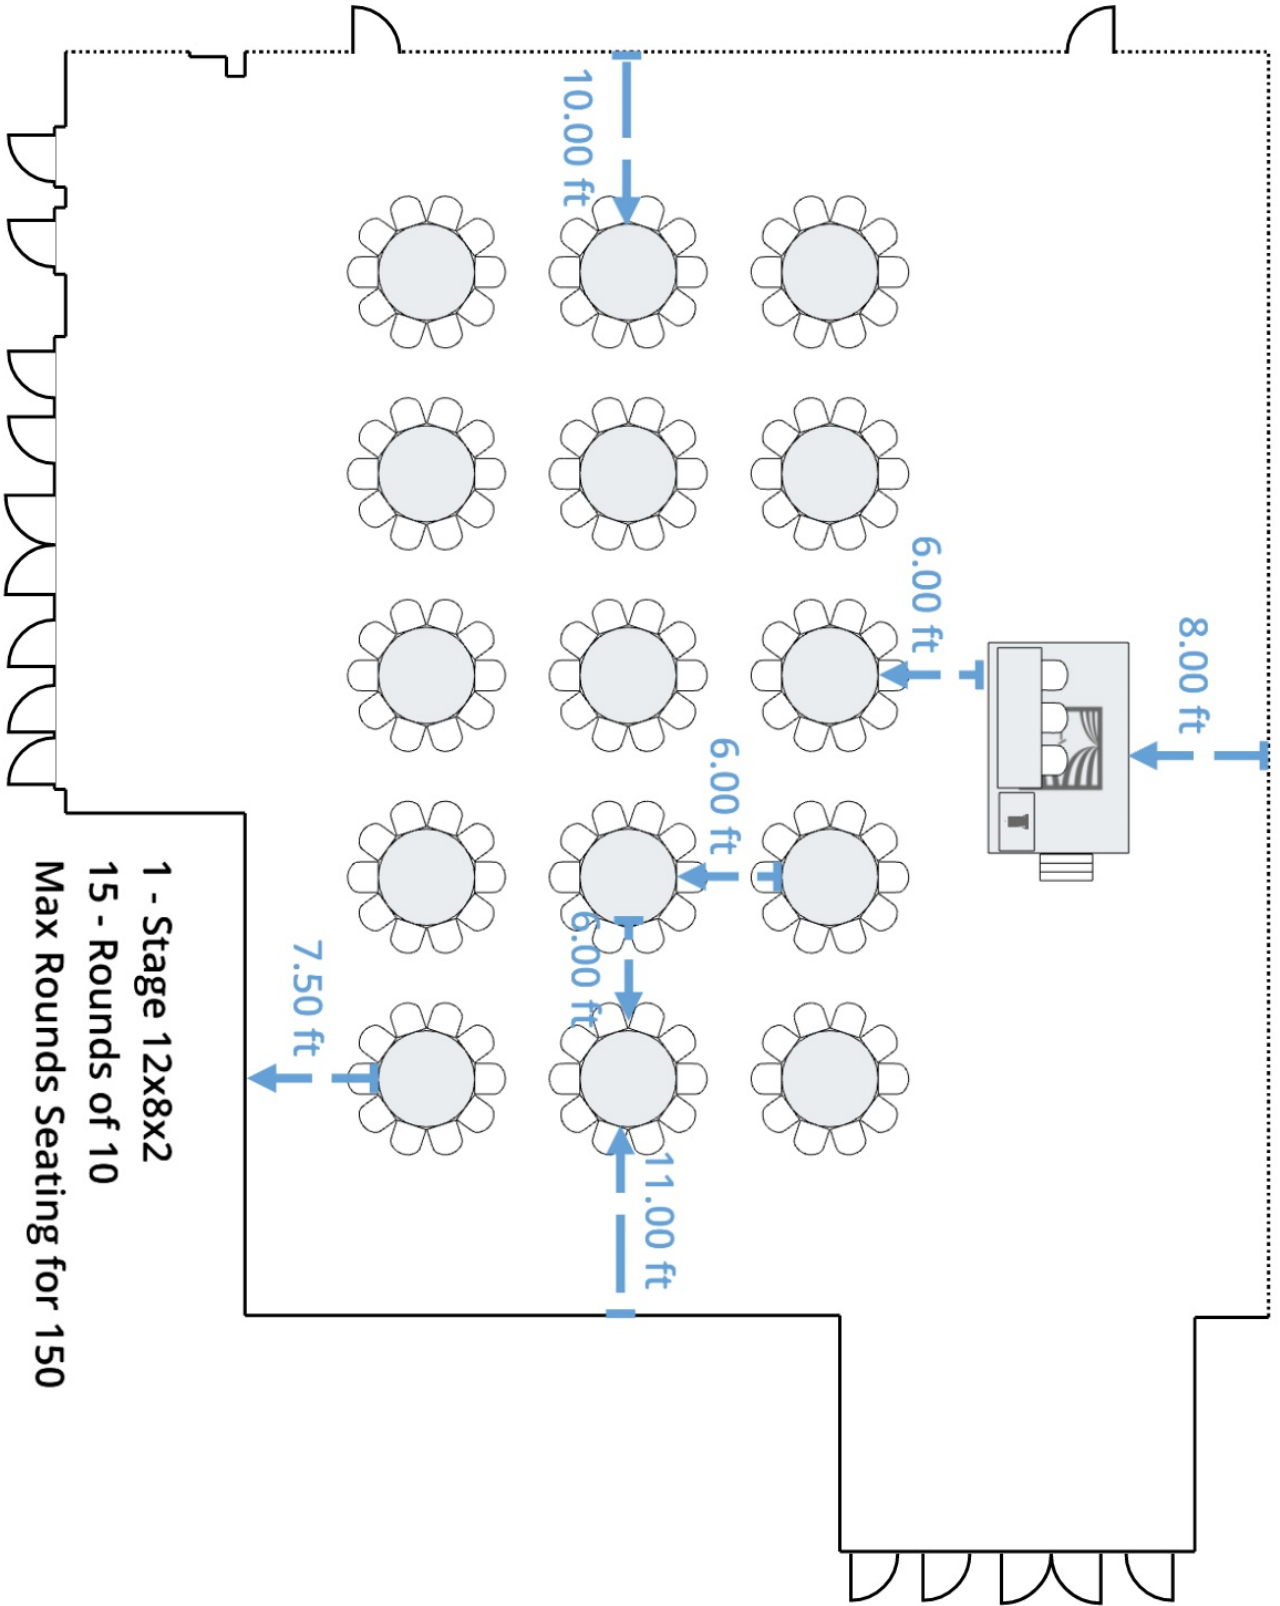 8.00 ft
6.00 ft
6.00 ft
10.00 ft
6.00 ft
11.00 ft
7.50 ft
1 - Stage 12x8x2
15 - Rounds of 10
Max Rounds Seating for 150